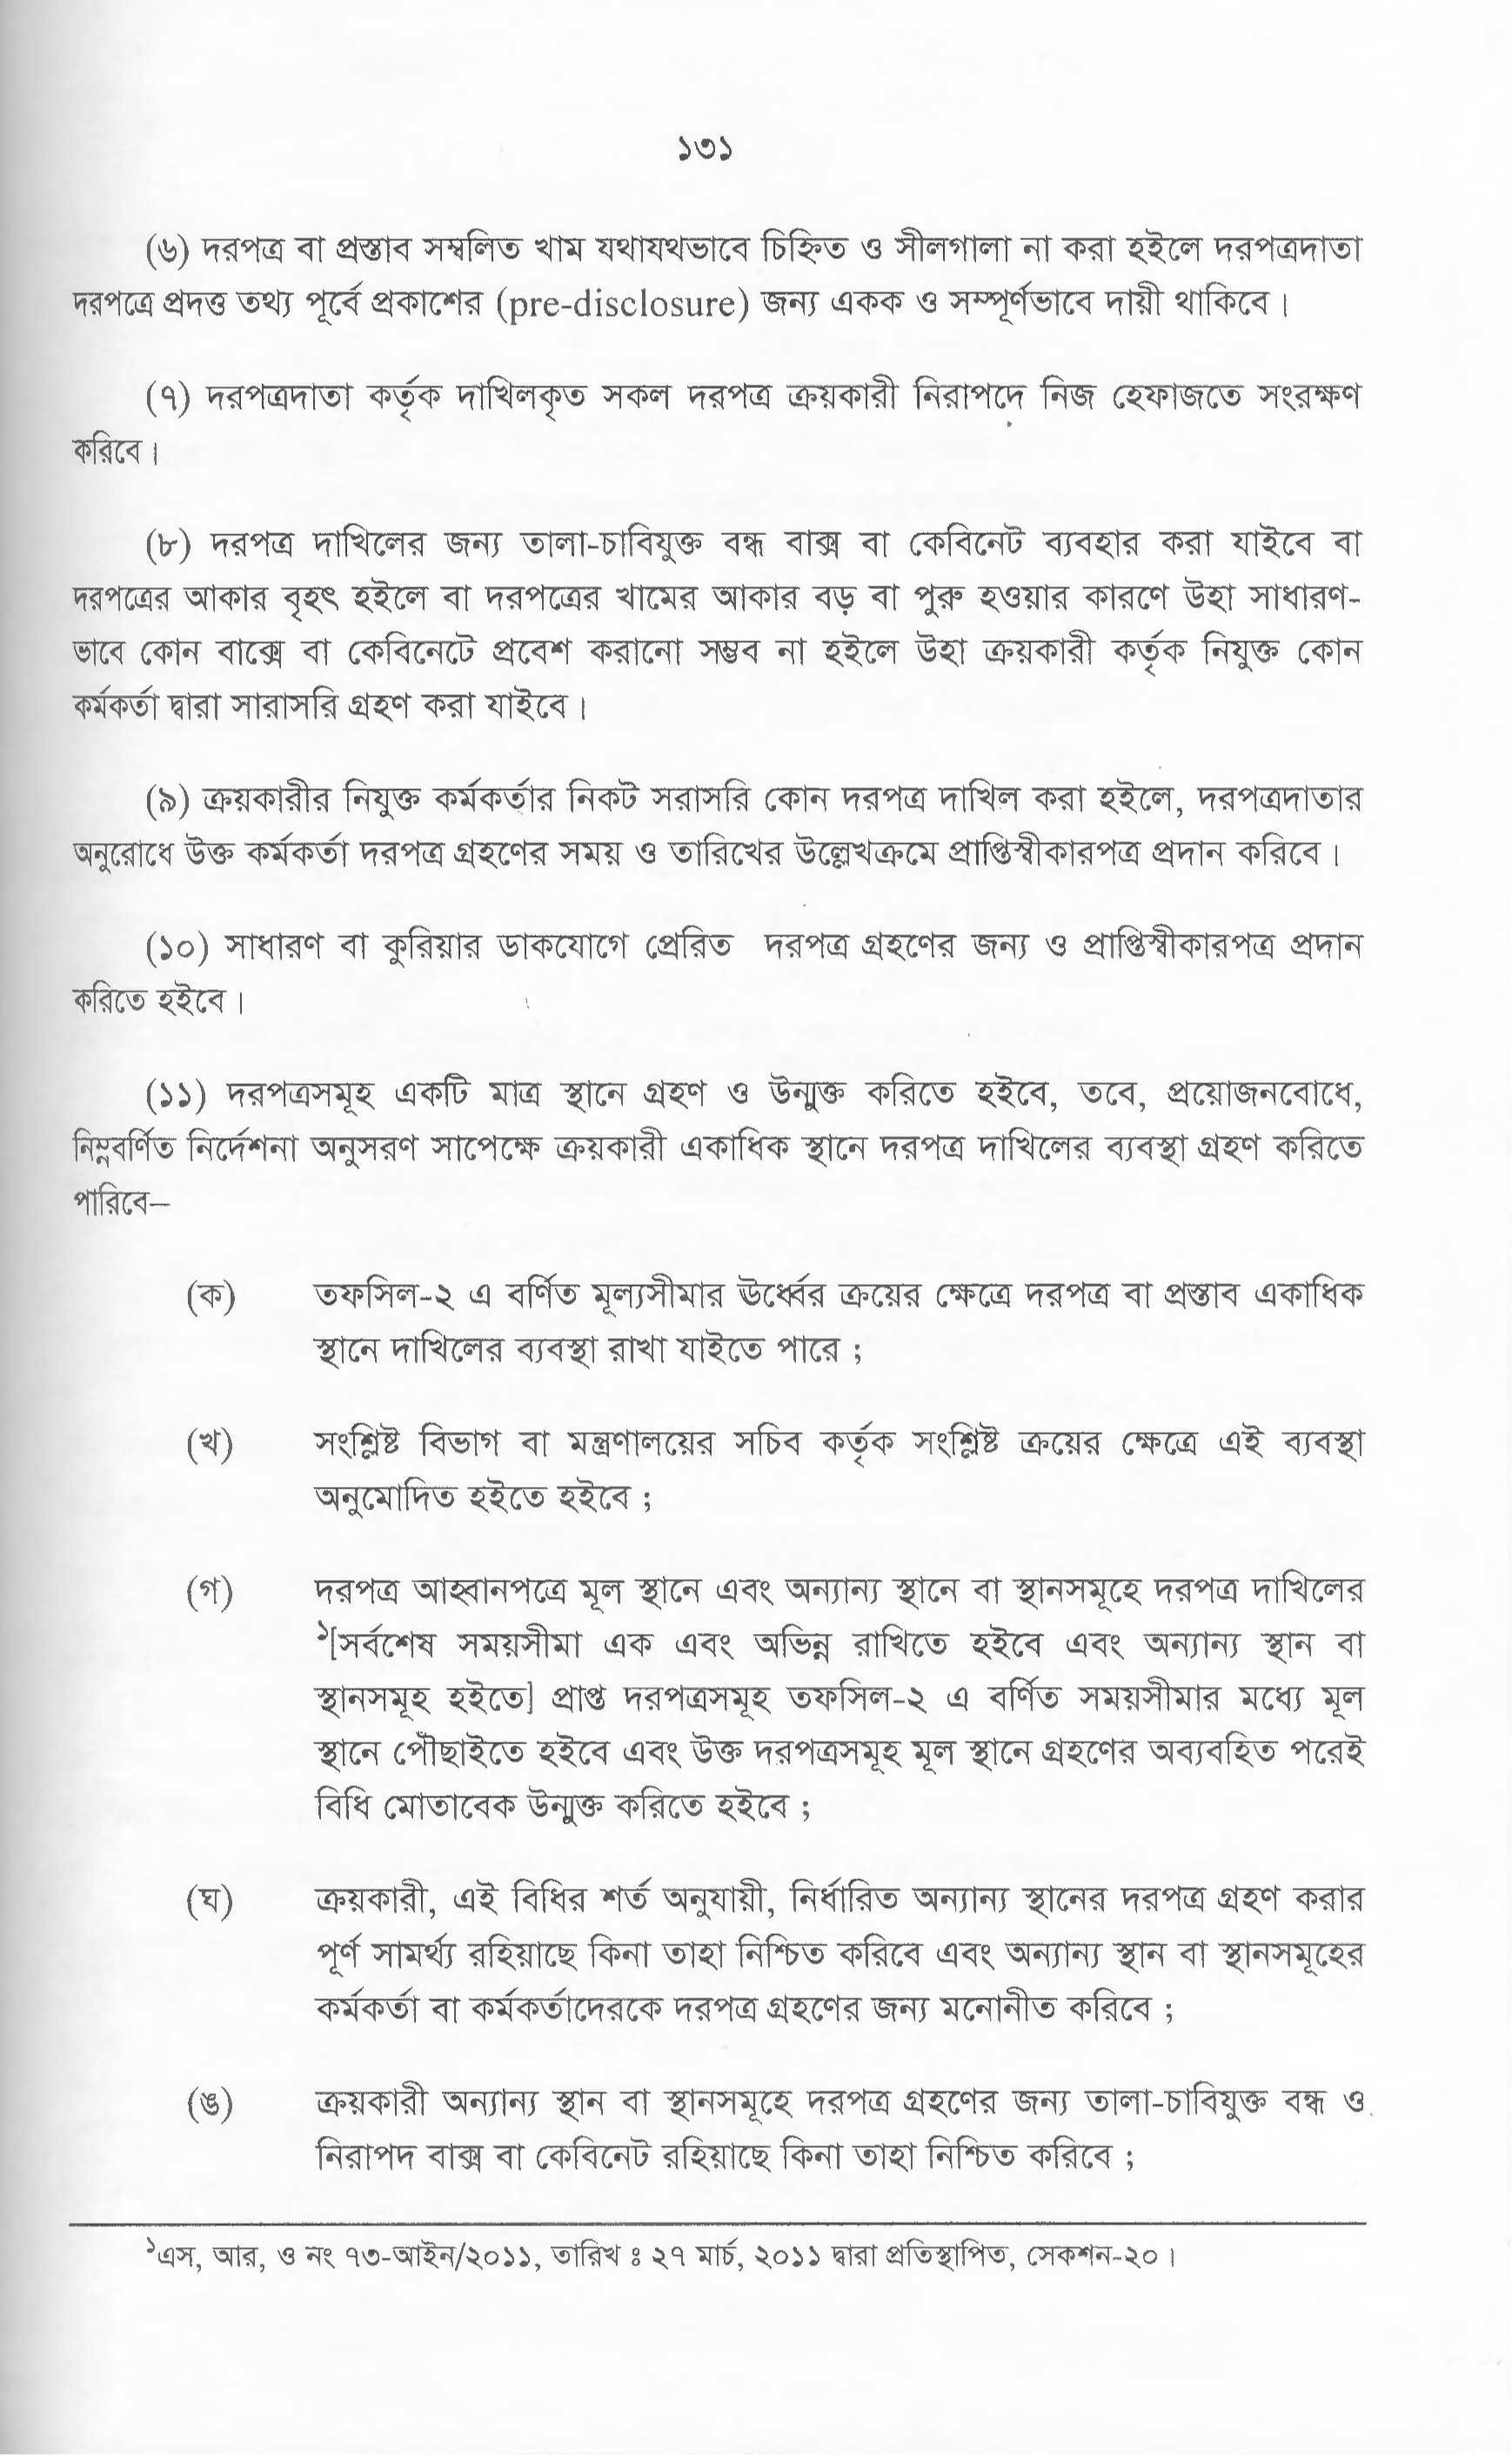 ১৩১
(৬) দরপত্র বা প্রস্তাব সম্বলিত খাম যথাযথভাবে চিহ্নিত ও সীলগালা না করা হইলে দরপত্রদাতা
দরপত্রে প্রদত্ত তথ্য পূর্বে প্রকাশের (pre-disclosure) জন্য একক ও সম্পূর্ণভাবে দায়ী থাকিবে।
(৭) দরপত্রদাতা কর্তৃক দাখিলকৃত সকল দরপত্র ক্রয়কারী নিরাপদে নিজ হেফাজতে সংরক্ষণ
করিবে।
(৮) দরপত্র দাখিলের জন্য তালা-চাবিযুক্ত বন্ধ বাক্স বা কেবিনেট ব্যবহার করা যাইবে বা
দরপত্রের আকার বৃহৎ হইলে বা দরপত্রের খামের আকার বড় বা পুরু হওয়ার কারণে উহা সাধারণ-
ভাবে কোন বাক্সে বা কেবিনেটে প্রবেশ করানো সম্ভব না হইলে উহা ক্রয়কারী কর্তৃক নিযুক্ত কোন
কর্মকর্তা দ্বারা সারাসরি গ্রহণ করা যাইবে।
(৯) ক্রয়কারীর নিযুক্ত কর্মকর্তার নিকট সরাসরি কোন দরপত্র দাখিল করা হইলে, দরপত্রদাতার
অনুরোধে উক্ত কর্মকর্তা দরপত্র গ্রহণের সময় ও তারিখের উল্লেখক্রমে প্রাপ্তিস্বীকারপত্র প্রদান করিবে।
(১০) সাধারণ বা কুরিয়ার ডাকযোগে প্রেরিত দরপত্র গ্রহণের জন্য ও প্রাপ্তিস্বীকারপত্র প্রদান
করিতে হইবে।
(১১) দরপত্রসমূহ একটি মাত্র স্থানে গ্রহণ ও উন্মুক্ত করিতে হইবে, তবে, প্রয়োজনবোধে,
নিম্নবর্ণিত নির্দেশনা অনুসরণ সাপেক্ষে ক্রয়কারী একাধিক স্থানে দরপত্র দাখিলের ব্যবস্থা গ্রহণ করিতে
পারিবে–
(ক) তফসিল-২ এ বর্ণিত মূল্যসীমার ঊর্ধ্বের ক্রয়ের ক্ষেত্রে দরপত্র বা প্রস্তাব একাধিক
স্থানে দাখিলের ব্যবস্থা রাখা যাইতে পারে ;
(খ) সংশ্লিষ্ট বিভাগ বা মন্ত্রণালয়ের সচিব কর্তৃক সংশ্লিষ্ট ক্রয়ের ক্ষেত্রে এই ব্যবস্থা
অনুমোদিত হইতে হইবে ;
(গ) দরপত্র আহ্বানপত্রে মূল স্থানে এবং অন্যান্য স্থানে বা স্থানসমূহে দরপত্র দাখিলের
¹[সর্বশেষ সময়সীমা এক এবং অভিন্ন রাখিতে হইবে এবং অন্যান্য স্থান বা
স্থানসমূহ হইতে] প্রাপ্ত দরপত্রসমূহ তফসিল-২ এ বর্ণিত সময়সীমার মধ্যে মূল
স্থানে পৌঁছাইতে হইবে এবং উক্ত দরপত্রসমূহ মূল স্থানে গ্রহণের অব্যবহিত পরেই
বিধি মোতাবেক উন্মুক্ত করিতে হইবে ;
(ঘ) ক্রয়কারী, এই বিধির শর্ত অনুযায়ী, নির্ধারিত অন্যান্য স্থানের দরপত্র গ্রহণ করার
পূর্ণ সামর্থ্য রহিয়াছে কিনা তাহা নিশ্চিত করিবে এবং অন্যান্য স্থান বা স্থানসমূহের
কর্মকর্তা বা কর্মকর্তাদেরকে দরপত্র গ্রহণের জন্য মনোনীত করিবে ;
(ঙ) ক্রয়কারী অন্যান্য স্থান বা স্থানসমূহে দরপত্র গ্রহণের জন্য তালা-চাবিযুক্ত বন্ধ ও
নিরাপদ বাক্স বা কেবিনেট রহিয়াছে কিনা তাহা নিশ্চিত করিবে ;
¹এস, আর, ও নং ৭৩-আইন/২০১১, তারিখ ঃ ২৭ মার্চ, ২০১১ দ্বারা প্রতিস্থাপিত, সেকশন-২০।